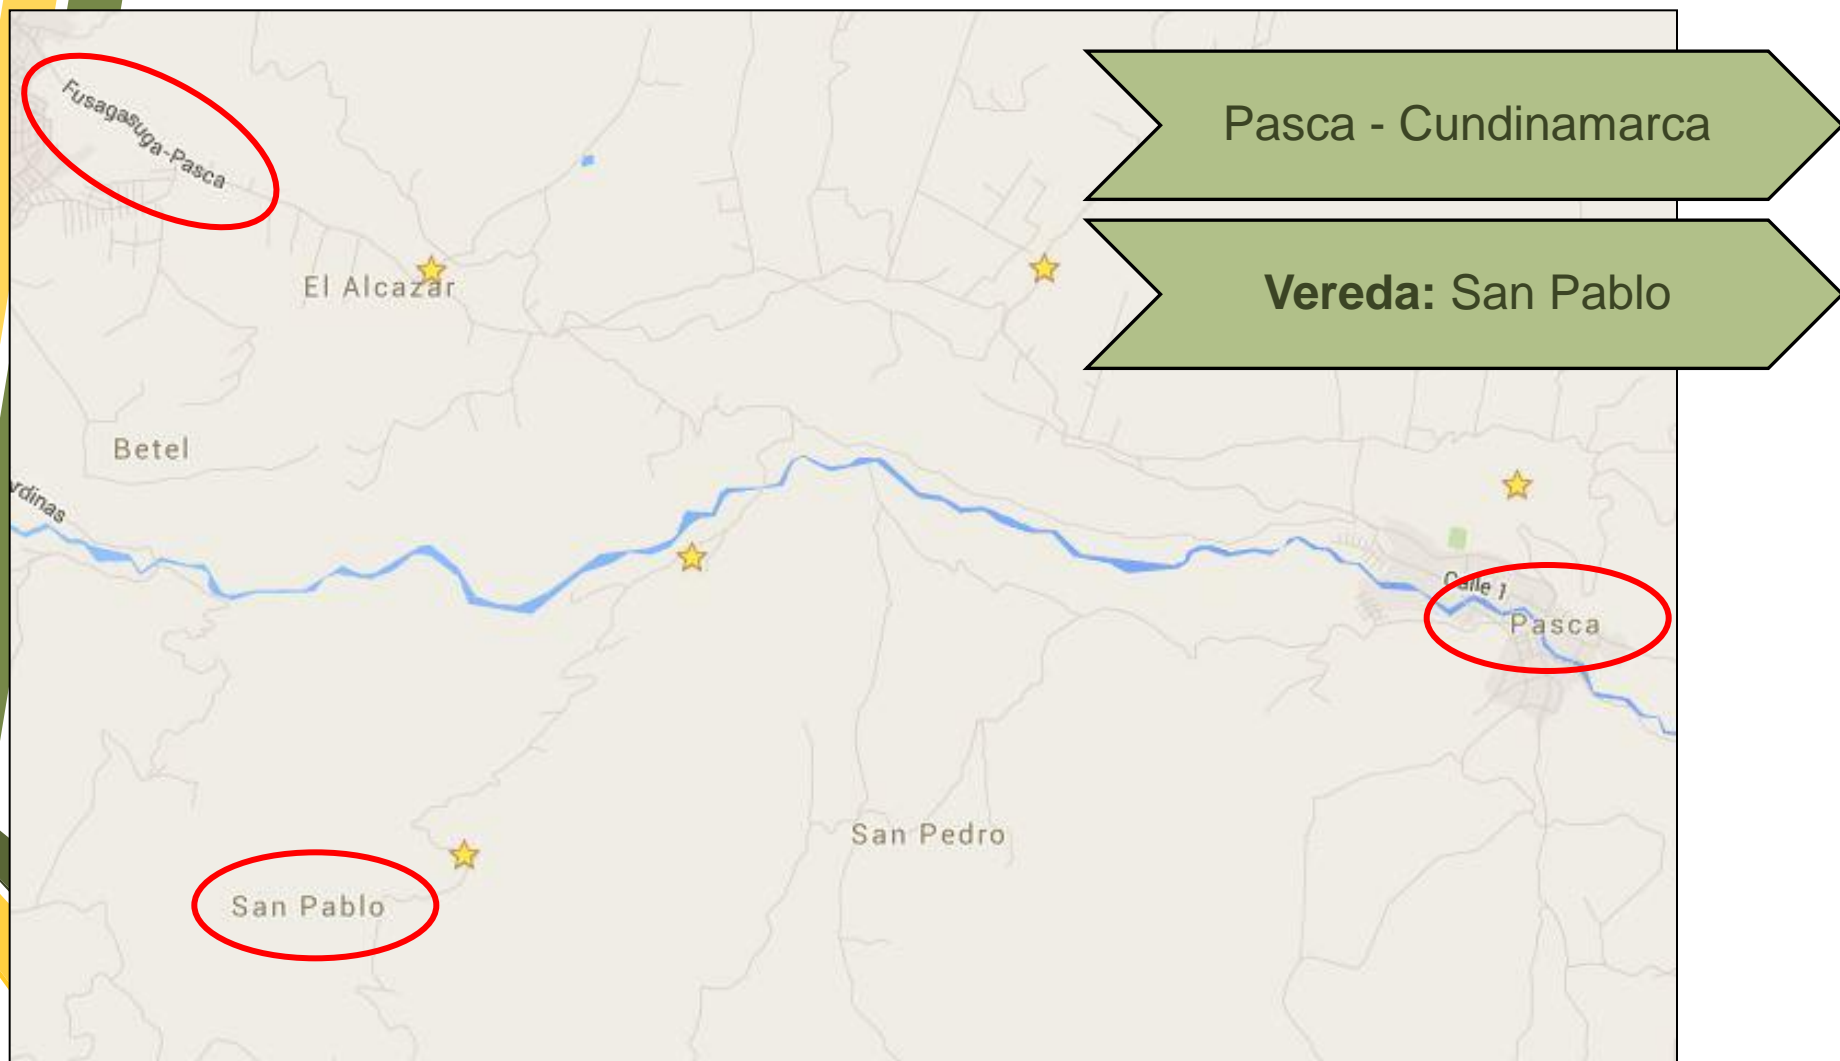 Fusagasuga-Pasca
Pasca - Cundinamarca
Vereda: San Pablo
El Alcazar
Betel
rdinas
Calle 1
Pasca
San Pedro
San Pablo